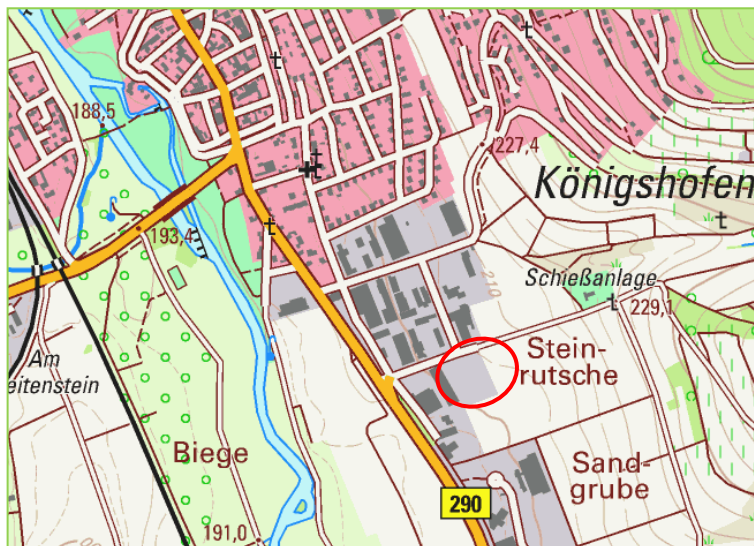 188,5
227,4
Königshofen
193,4
210
Schießanlage
229,1
Am
eitenstein
Stein-
rutsche
Biege
Sand-
grube
290
191,0